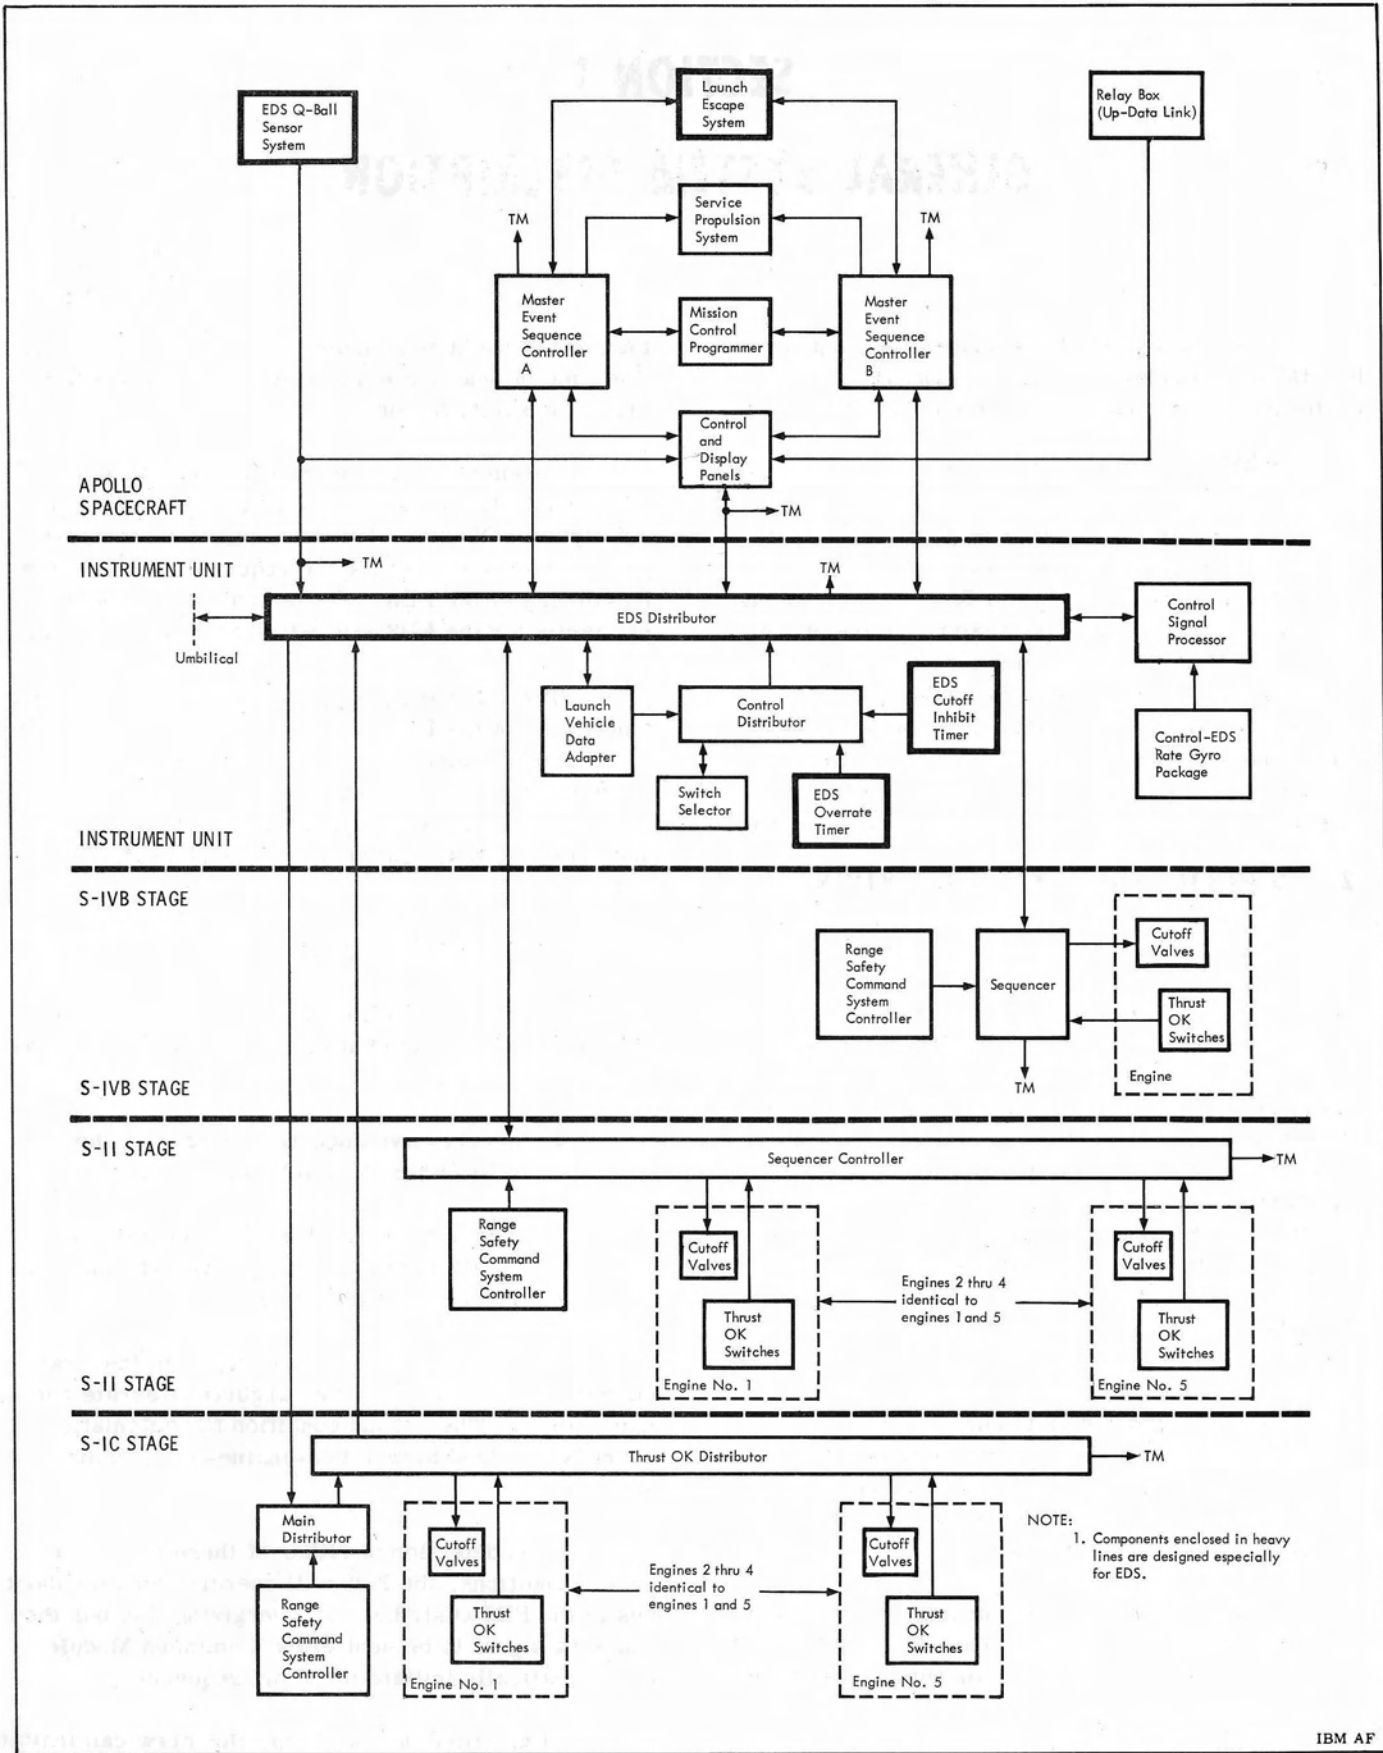 EDS Q-Ball
Sensor
System
Launch
Escape
System
Relay Box
(Up-Data Link)
TM
Service
Propulsion
System
TM
Master
Event
Sequence
Controller
A
Mission
Control
Programmer
Master
Event
Sequence
Controller
B
Control
and
Display
Panels
APOLLO
SPACECRAFT
TM
INSTRUMENT UNIT
TM
TM
EDS Distributor
Umbilical
Control
Signal
Processor
Launch
Vehicle
Data
Adapter
Control
Distributor
EDS
Cutoff
Inhibit
Timer
Control-EDS
Rate Gyro
Package
Switch
Selector
EDS
Overrate
Timer
INSTRUMENT UNIT
S-IVB STAGE
Range
Safety
Command
System
Controller
Sequencer
Cutoff
Valves
Thrust
OK
Switches
Engine
TM
S-IVB STAGE
S-II STAGE
Sequencer Controller
TM
Range
Safety
Command
System
Controller
Cutoff
Valves
Thrust
OK
Switches
Engine No. 1
Engines 2 thru 4
identical to
engines 1 and 5
Cutoff
Valves
Thrust
OK
Switches
Engine No. 5
S-II STAGE
S-IC STAGE
Thrust OK Distributor
TM
Main
Distributor
Range
Safety
Command
System
Controller
Cutoff
Valves
Thrust
OK
Switches
Engine No. 1
Engines 2 thru 4
identical to
engines 1 and 5
Cutoff
Valves
Thrust
OK
Switches
Engine No. 5
NOTE:
1. Components enclosed in heavy
lines are designed especially
for EDS.
IBM AF